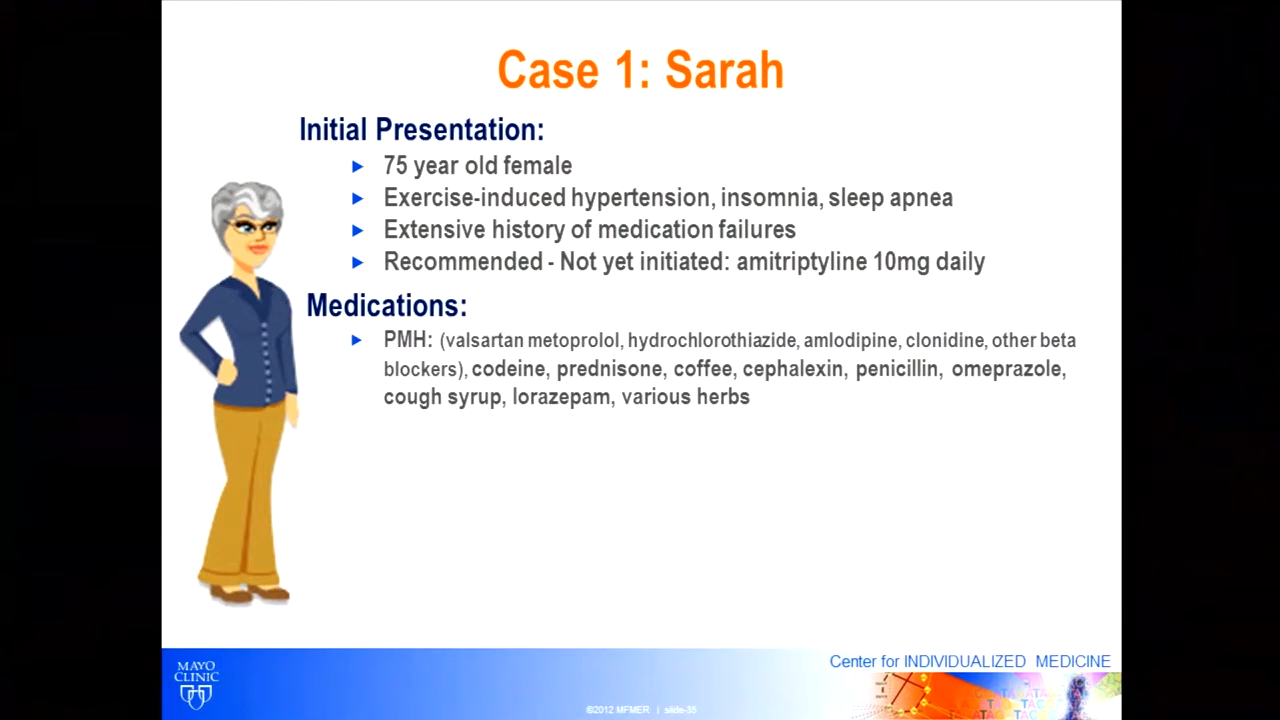 Case 1: Sarah
Initial Presentation:
75 year old female
Exercise-induced hypertension, insomnia, sleep apnea
Extensive history of medication failures
Recommended - Not yet initiated: amitriptyline 10mg daily
Medications:
PMH: (valsartan metoprolol, hydrochlorothiazide, amlodipine, clonidine, other beta
blockers), codeine, prednisone, coffee, cephalexin, penicillin, omeprazole,
cough syrup, lorazepam, various herbs
MAYO
CLINIC
Center for INDIVIDUALIZED MEDICINE
©2012 MFMER | slide-35